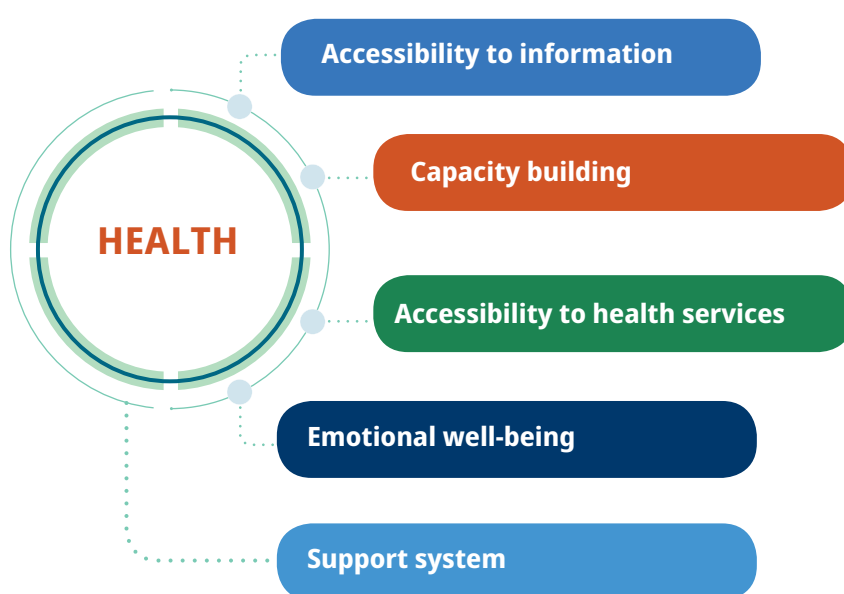 HEALTH
Accessibility to information
Capacity building
Accessibility to health services
Emotional well-being
Support system